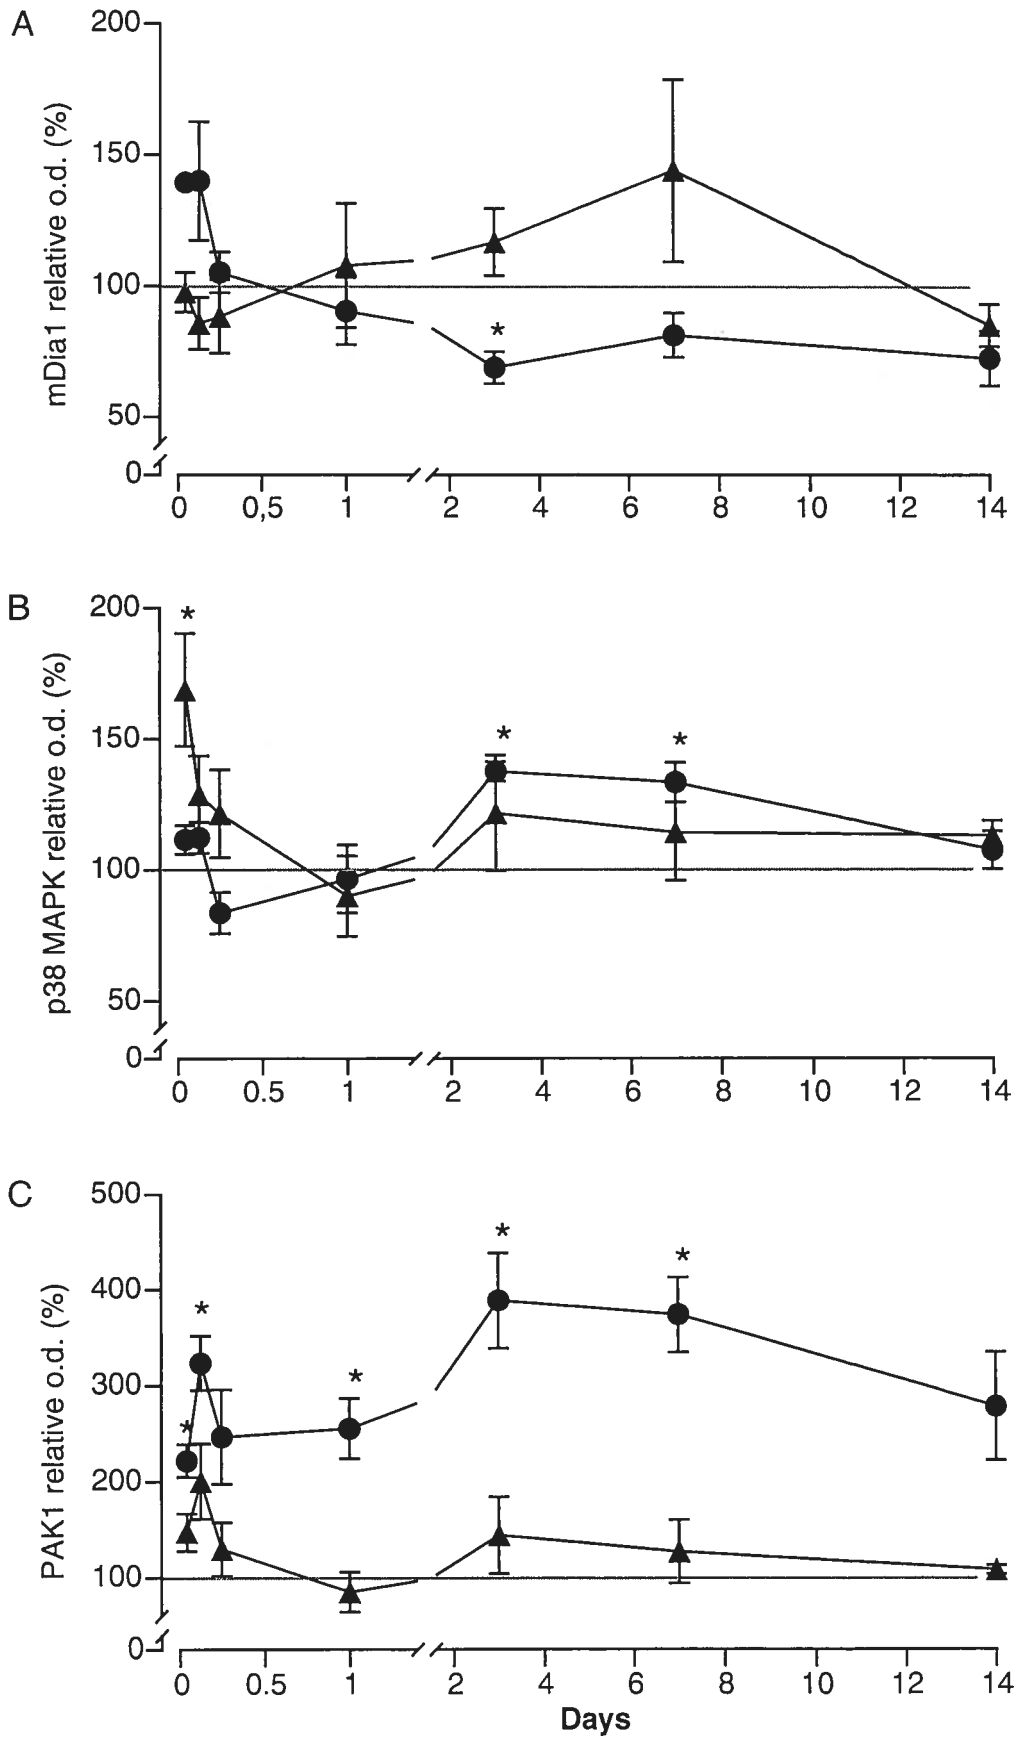 A
mDia1 relative o.d. (%)
200
150
100
50
0
*
0 0,5 1 2 4 6 8 10 12 14
B
p38 MAPK relative o.d. (%)
200
150
100
50
0
* * *
0 0.5 1 2 4 6 8 10 12 14
C
PAK1 relative o.d. (%)
500
400
300
200
100
0
* * * * *
0 0.5 1 2 4 6 8 10 12 14
Days